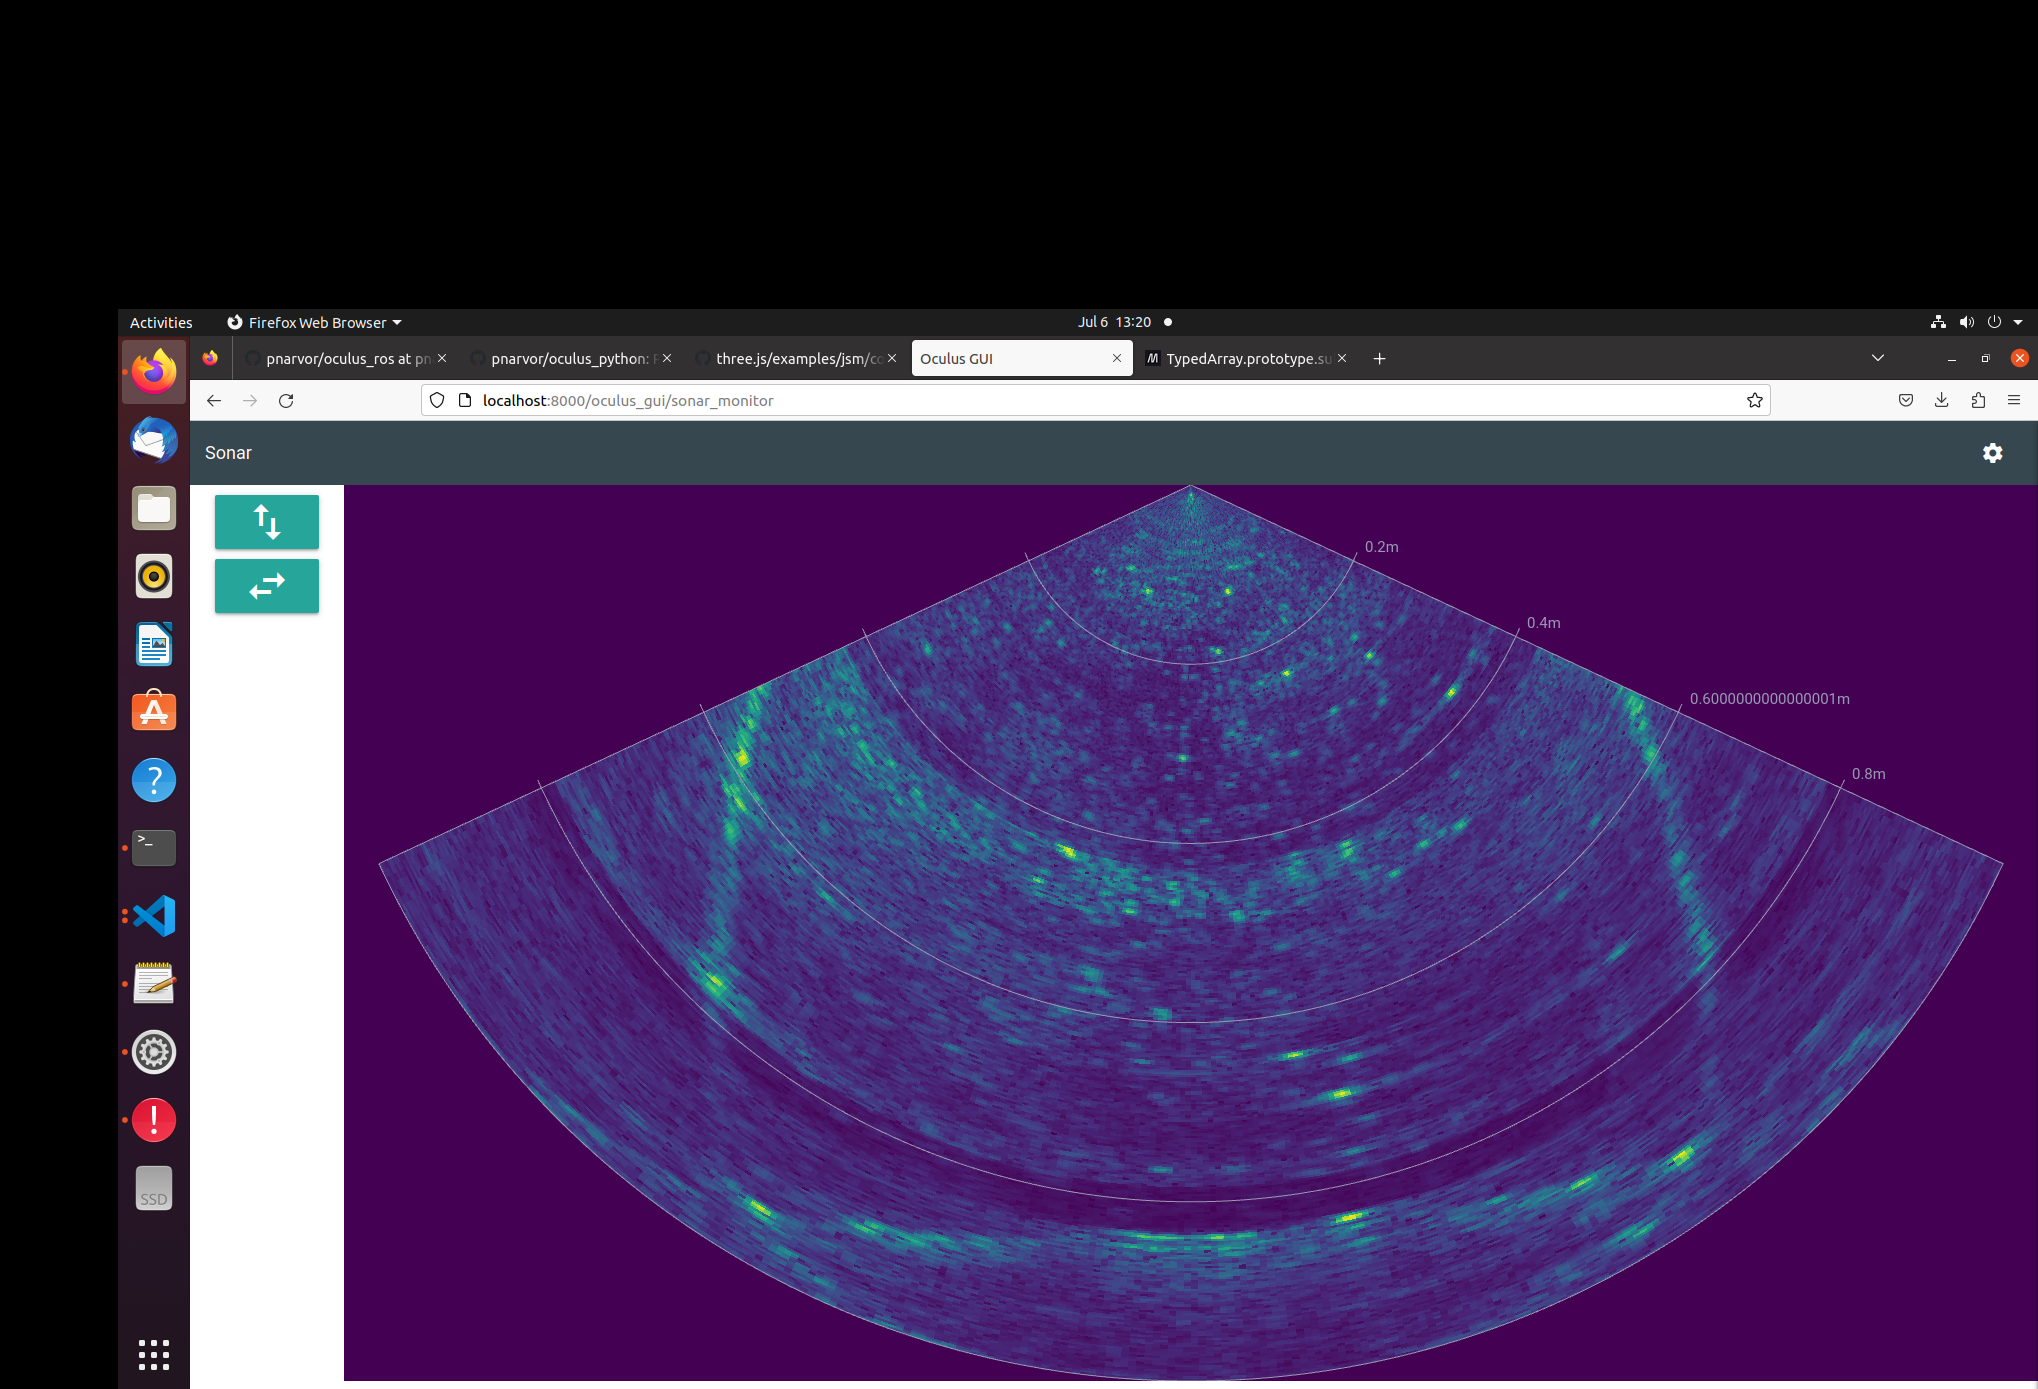 Activities
Firefox Web Browser
Jul 6 13:20
pnarvor/oculus_ros at pn
pnarvor/oculus_python:
three.js/examples/jsm/co
Oculus GUI
TypedArray.prototype.su
localhost:8000/oculus_gui/sonar_monitor
Sonar
0.2m
0.4m
0.6000000000000001m
0.8m
SSD